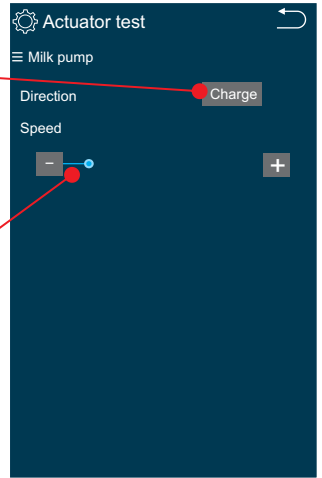 Actuator test
Milk pump
Direction Charge
Speed
− +